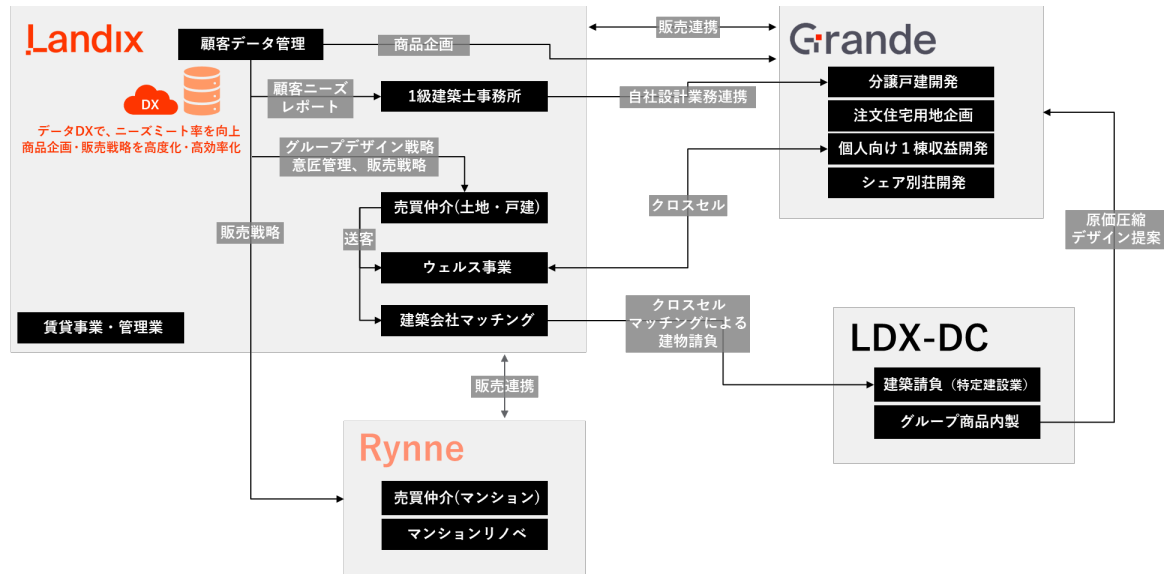 Landix
顧客データ管理
商品企画
販売連携
Grande
DX
データDXで、ニーズミート率を向上
商品企画・販売戦略を高度化・高効率化
顧客ニーズ
レポート
1級建築士事務所
自社設計業務連携
分譲戸建開発
注文住宅用地企画
個人向け１棟収益開発
シェア別荘開発
グループデザイン戦略
意匠管理、販売戦略
売買仲介(土地・戸建)
クロスセル
販売戦略
送客
ウェルス事業
原価圧縮
デザイン提案
賃貸事業・管理業
建築会社マッチング
クロスセル
マッチングによる
建物請負
LDX-DC
建築請負（特定建設業）
グループ商品内製
販売連携
Rynne
売買仲介(マンション)
マンションリノベ